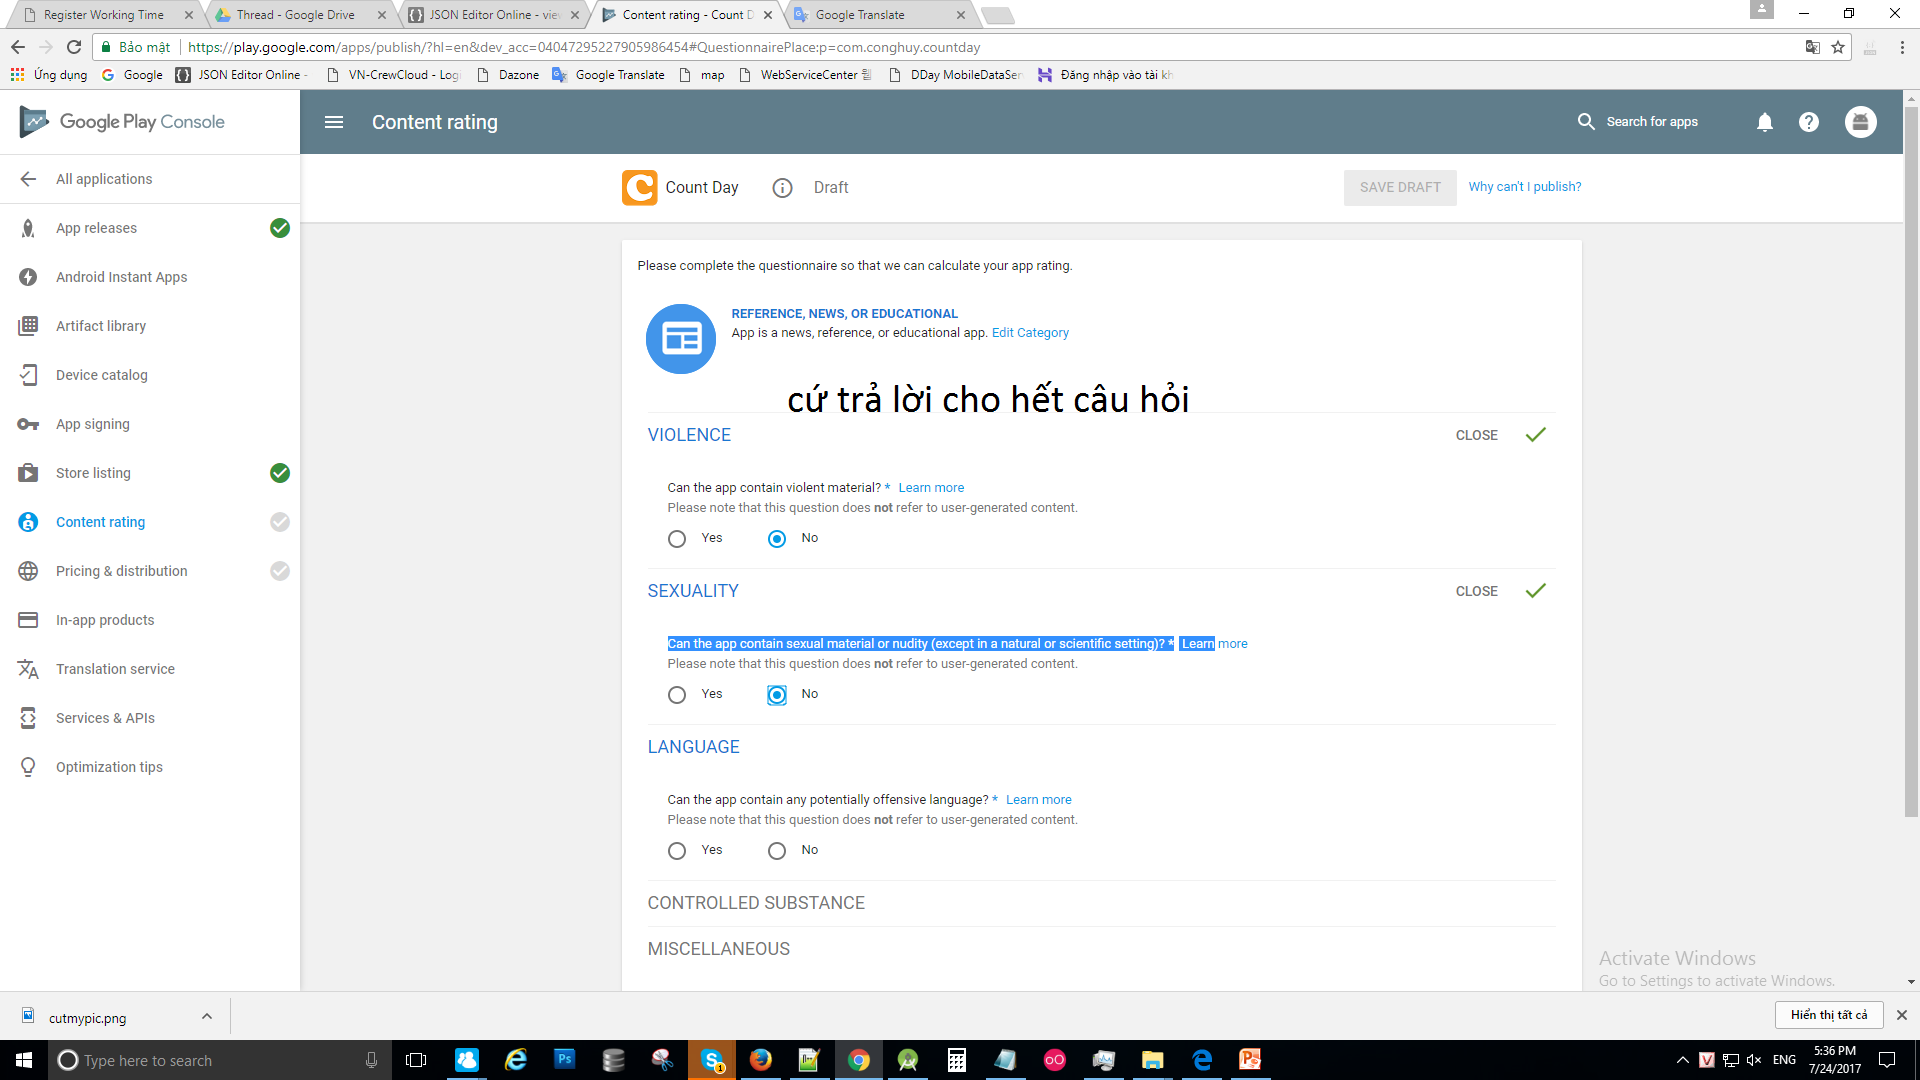 Register Working Time
Thread - Google Drive
JSON Editor Online - vie
Content rating - Count D
Google Translate
Bảo mật
https://play.google.com/apps/publish/?hl=en&dev_acc=04047295227905986454#QuestionnairePlace:p=com.conghuy.countday
Ứng dụng
Google
JSON Editor Online -
VN-CrewCloud - Log
Dazone
Google Translate
map
WebServiceCenter
DDay MobileDataSer
Đăng nhập vào tài kh
Google Play Console
Content rating
Search for apps
All applications
Count Day
Draft
SAVE DRAFT
Why can't I publish?
App releases
Android Instant Apps
Artifact library
Device catalog
App signing
Store listing
Content rating
Pricing & distribution
In-app products
Translation service
Services & APIs
Optimization tips
Please complete the questionnaire so that we can calculate your app rating.
REFERENCE, NEWS, OR EDUCATIONAL
App is a news, reference, or educational app. Edit Category
cứ trả lời cho hết câu hỏi
VIOLENCE
CLOSE
Can the app contain violent material? * Learn more
Please note that this question does not refer to user-generated content.
Yes
No
SEXUALITY
CLOSE
Can the app contain sexual material or nudity (except in a natural or scientific setting)? * Learn more
Please note that this question does not refer to user-generated content.
Yes
No
LANGUAGE
Can the app contain any potentially offensive language? * Learn more
Please note that this question does not refer to user-generated content.
Yes
No
CONTROLLED SUBSTANCE
MISCELLANEOUS
Activate Windows
Go to Settings to activate Windows.
cutmypic.png
Hiển thị tất cả
Type here to search
ENG
5:36 PM
7/24/2017